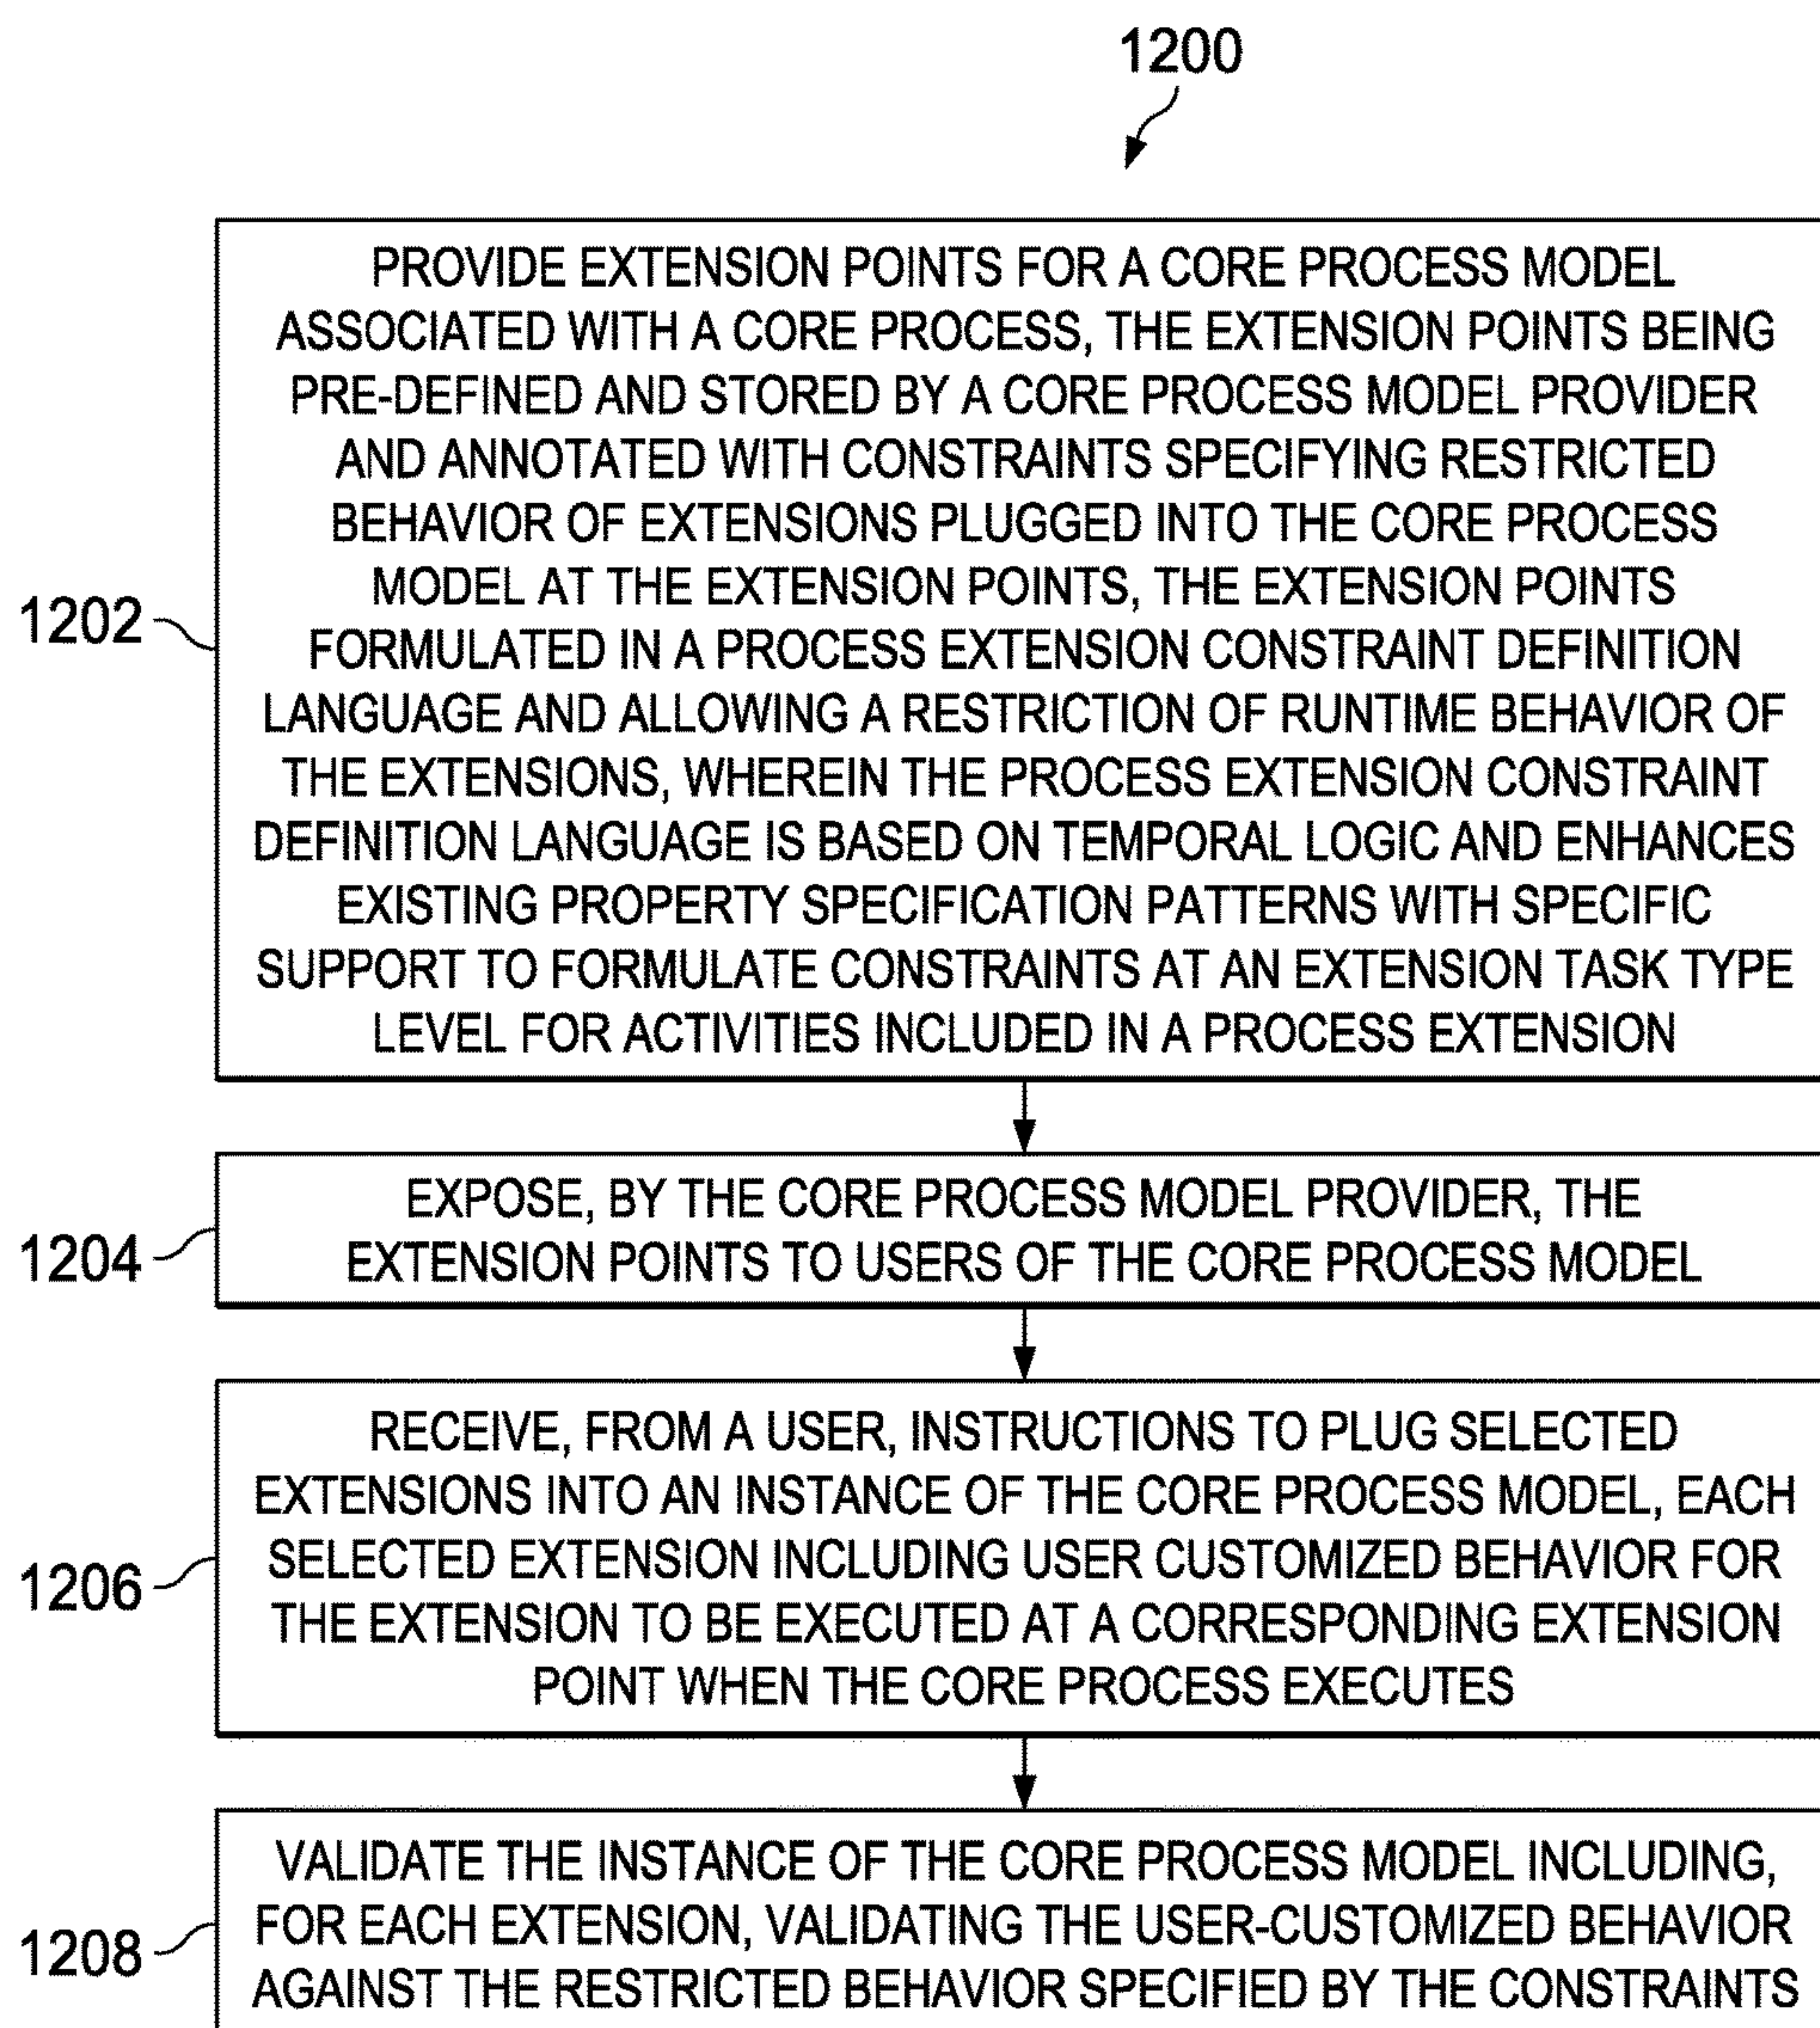 1200
PROVIDE EXTENSION POINTS FOR A CORE PROCESS MODEL
ASSOCIATED WITH A CORE PROCESS, THE EXTENSION POINTS BEING
PRE-DEFINED AND STORED BY A CORE PROCESS MODEL PROVIDER
AND ANNOTATED WITH CONSTRAINTS SPECIFYING RESTRICTED
BEHAVIOR OF EXTENSIONS PLUGGED INTO THE CORE PROCESS
MODEL AT THE EXTENSION POINTS, THE EXTENSION POINTS
1202
FORMULATED IN A PROCESS EXTENSION CONSTRAINT DEFINITION
LANGUAGE AND ALLOWING A RESTRICTION OF RUNTIME BEHAVIOR OF
THE EXTENSIONS, WHEREIN THE PROCESS EXTENSION CONSTRAINT
DEFINITION LANGUAGE IS BASED ON TEMPORAL LOGIC AND ENHANCES
EXISTING PROPERTY SPECIFICATION PATTERNS WITH SPECIFIC
SUPPORT TO FORMULATE CONSTRAINTS AT AN EXTENSION TASK TYPE
LEVEL FOR ACTIVITIES INCLUDED IN A PROCESS EXTENSION
EXPOSE, BY THE CORE PROCESS MODEL PROVIDER, THE
EXTENSION POINTS TO USERS OF THE CORE PROCESS MODEL
1204
RECEIVE, FROM A USER, INSTRUCTIONS TO PLUG SELECTED
EXTENSIONS INTO AN INSTANCE OF THE CORE PROCESS MODEL, EACH
SELECTED EXTENSION INCLUDING USER CUSTOMIZED BEHAVIOR FOR
1206
THE EXTENSION TO BE EXECUTED AT A CORRESPONDING EXTENSION
POINT WHEN THE CORE PROCESS EXECUTES
VALIDATE THE INSTANCE OF THE CORE PROCESS MODEL INCLUDING,
FOR EACH EXTENSION, VALIDATING THE USER-CUSTOMIZED BEHAVIOR
1208
AGAINST THE RESTRICTED BEHAVIOR SPECIFIED BY THE CONSTRAINTS